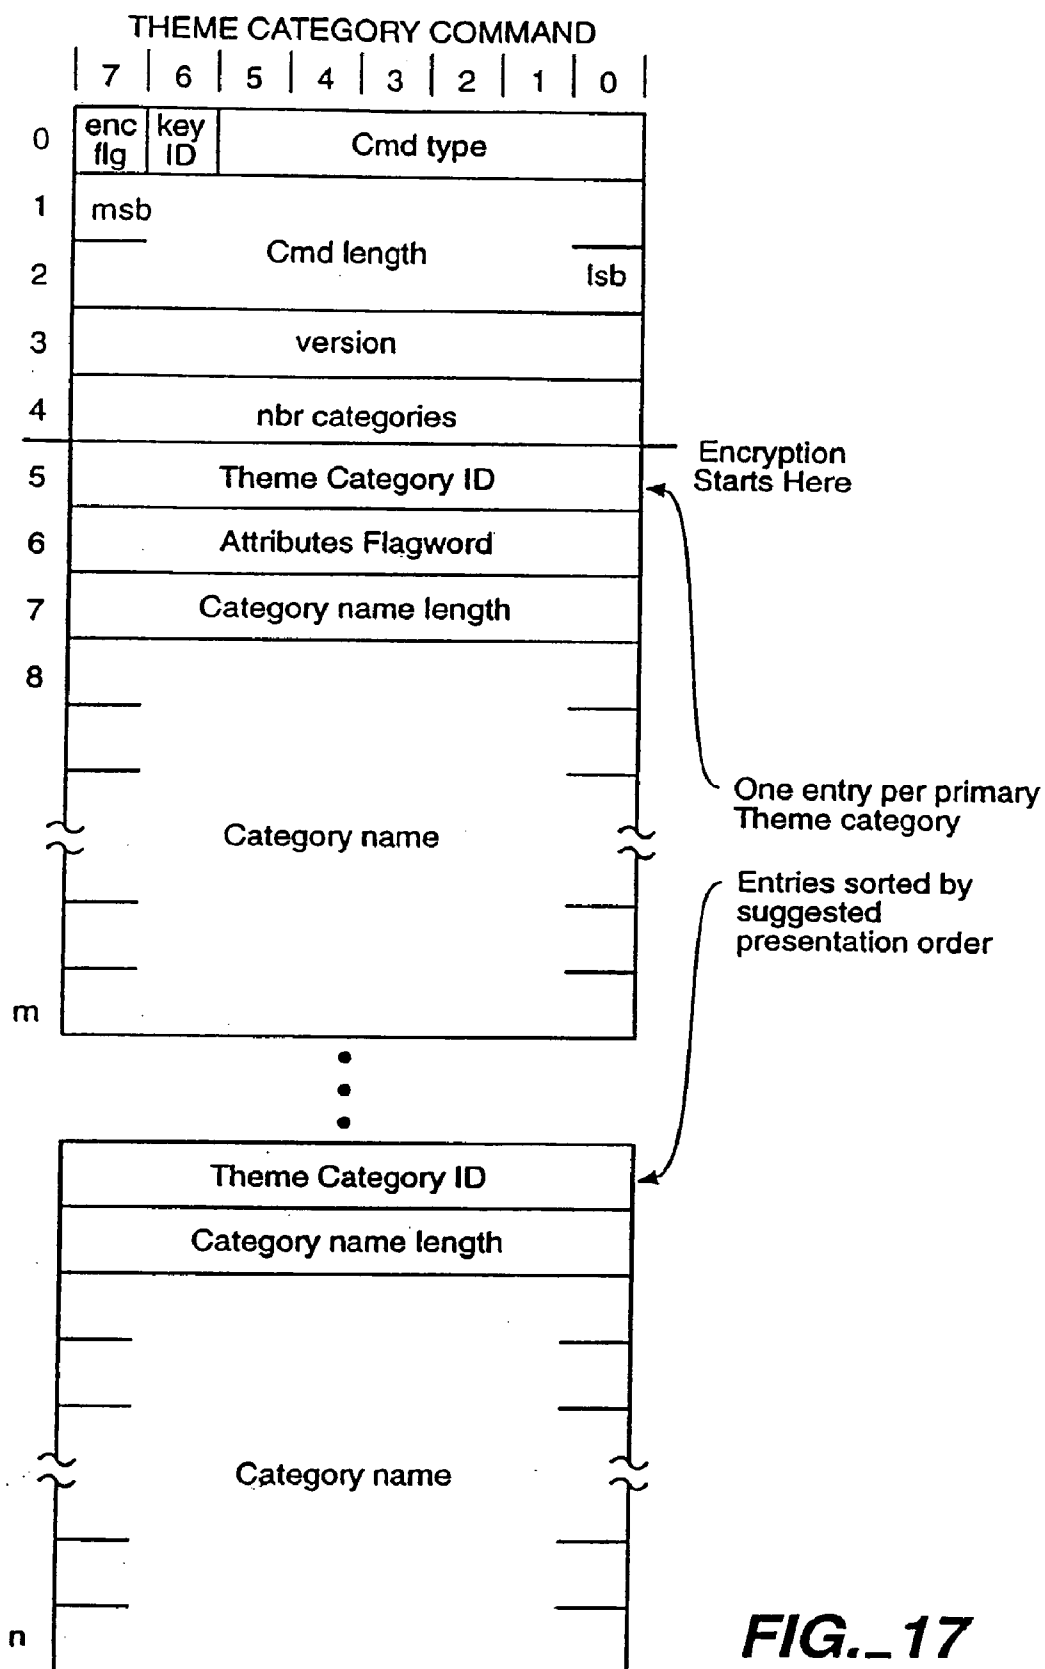 THEME CATEGORY COMMAND
7 6 5 4 3 2 1 0
0 enc flg key ID Cmd type
1 msb
Cmd length
2 lsb
3 version
4 nbr categories
Encryption
Starts Here
5 Theme Category ID
6 Attributes Flagword
7 Category name length
8
One entry per primary
Theme category
Category name
Entries sorted by
suggested
presentation order
m
Theme Category ID
Category name length
Category name
n
FIG._17